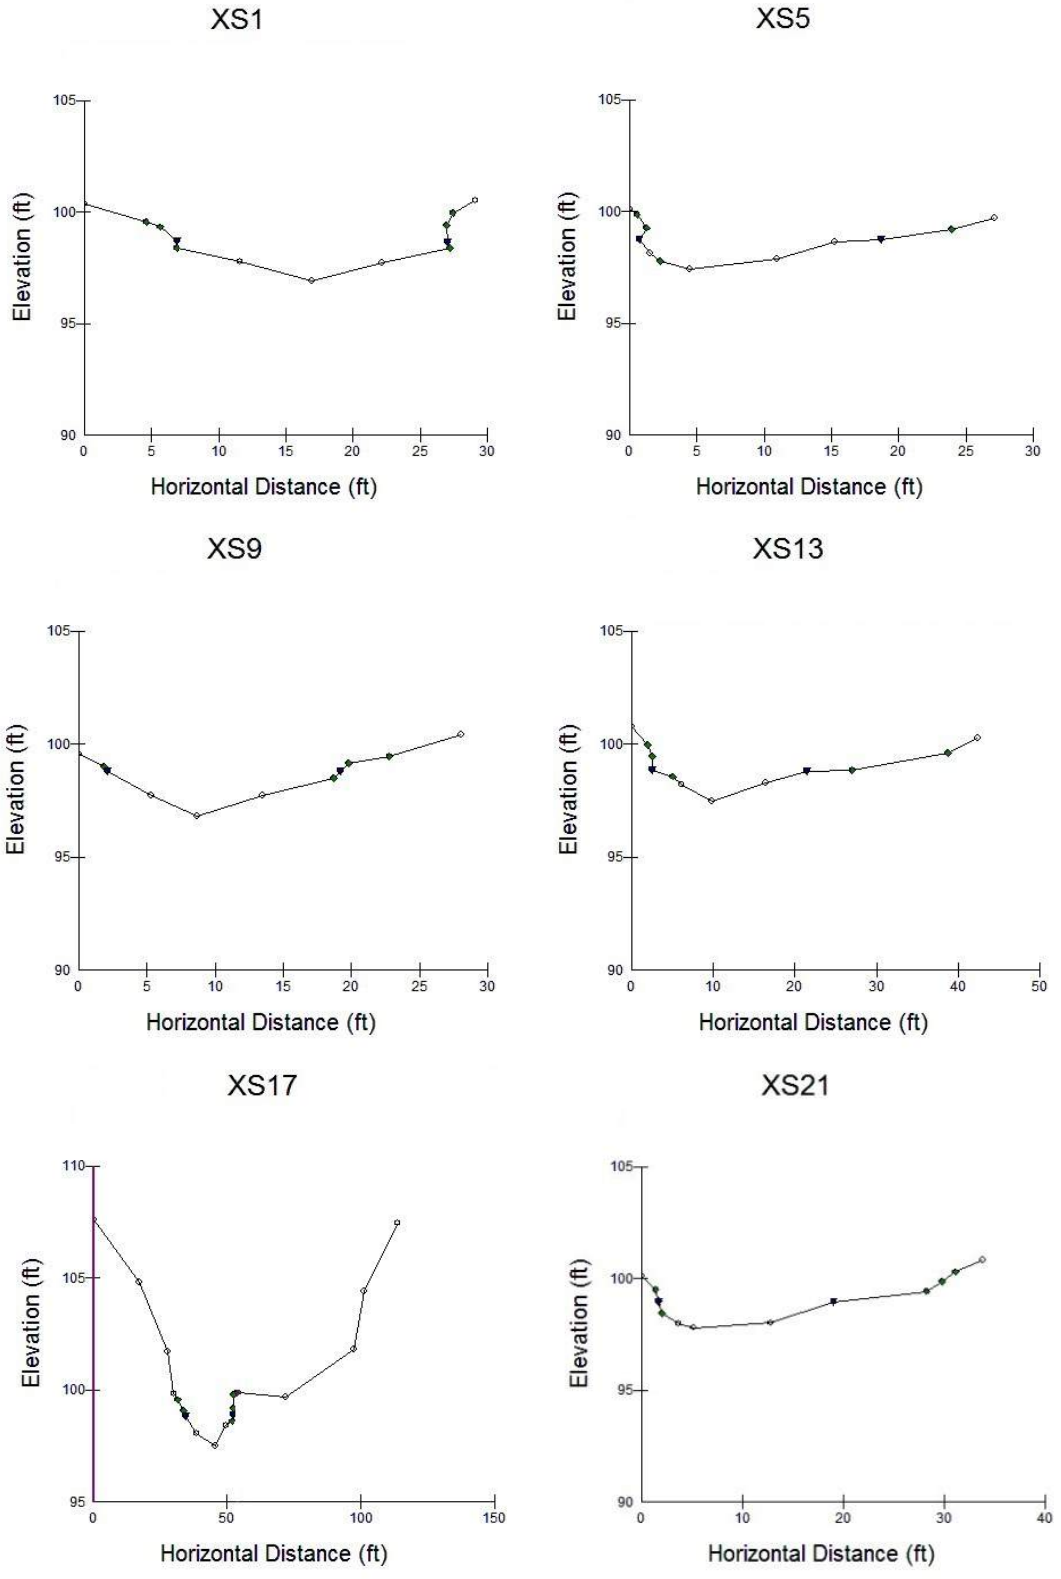 XS1
105
100
95
90
0 5 10 15 20 25 30
Elevation (ft)
Horizontal Distance (ft)
XS5
105
100
95
90
0 5 10 15 20 25 30
Elevation (ft)
Horizontal Distance (ft)
XS9
105
100
95
90
0 5 10 15 20 25 30
Elevation (ft)
Horizontal Distance (ft)
XS13
105
100
95
90
0 10 20 30 40 50
Elevation (ft)
Horizontal Distance (ft)
XS17
110
105
100
95
0 50 100 150
Elevation (ft)
Horizontal Distance (ft)
XS21
105
100
95
90
0 10 20 30 40
Elevation (ft)
Horizontal Distance (ft)